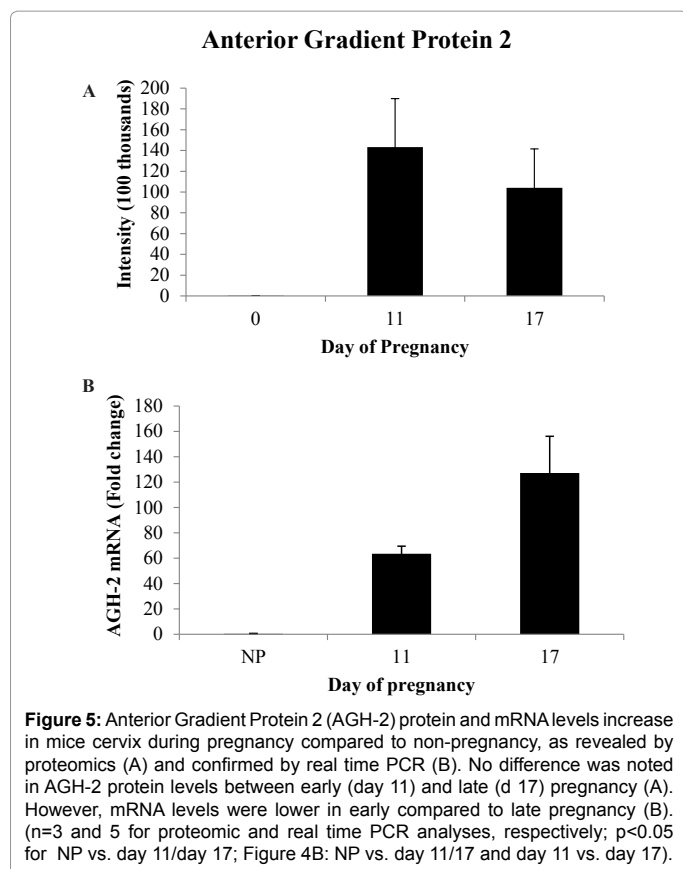 Anterior Gradient Protein 2
A
Intensity (100 thousands)
200
180
160
140
120
100
80
60
40
20
0
0 11 17
Day of Pregnancy
B
AGH-2 mRNA (Fold change)
180
160
140
120
100
80
60
40
20
0
NP 11 17
Day of pregnancy
Figure 5: Anterior Gradient Protein 2 (AGH-2) protein and mRNA levels increase
in mice cervix during pregnancy compared to non-pregnancy, as revealed by
proteomics (A) and confirmed by real time PCR (B). No difference was noted
in AGH-2 protein levels between early (day 11) and late (d 17) pregnancy (A).
However, mRNA levels were lower in early compared to late pregnancy (B).
(n=3 and 5 for proteomic and real time PCR analyses, respectively; p<0.05
for NP vs. day 11/day 17; Figure 4B: NP vs. day 11/17 and day 11 vs. day 17).